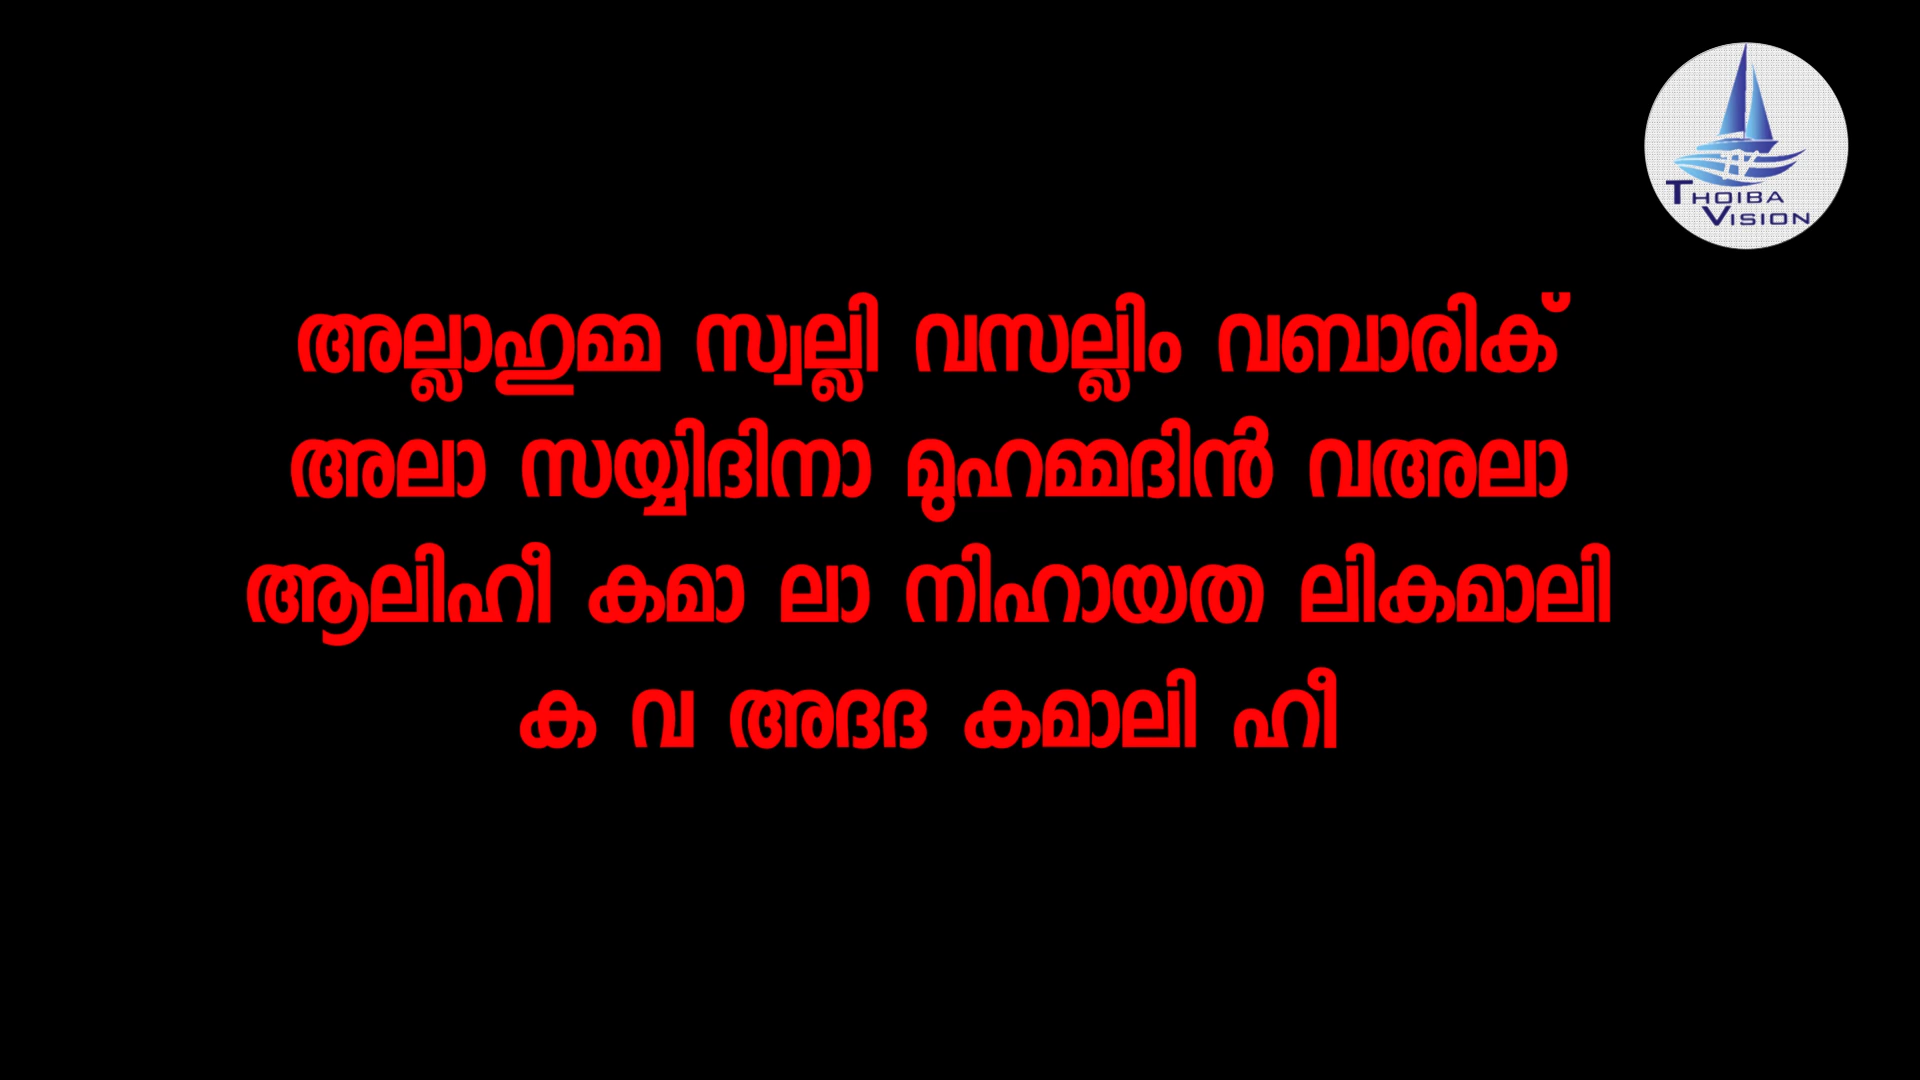 THOIBA
VISION
അല്ലാഹുമ്മ സ്വല്ലി വസല്ലിം വബാരിക്
അലാ സയ്യിദിനാ മുഹമ്മദിൻ വഅലാ
ആലിഹീ കമാ ലാ നിഹായത ലികമാലി
ക വ അദദ കമാലി ഹീ